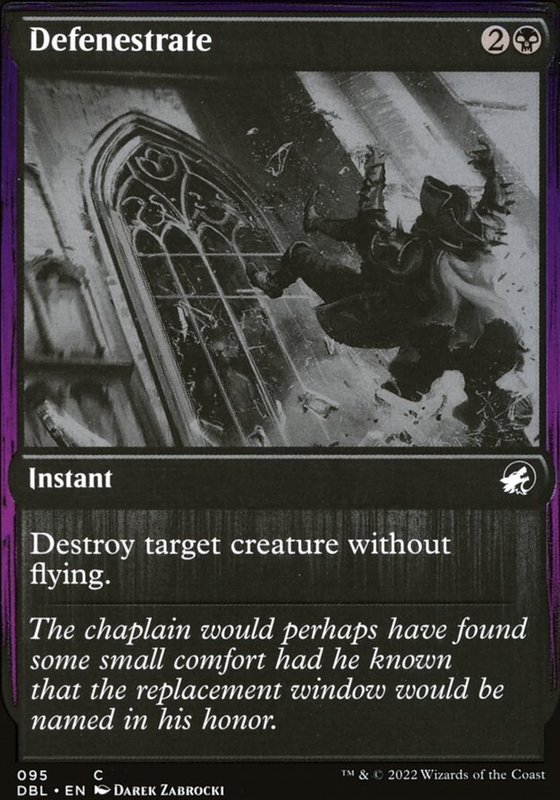 Defenestrate 2
Instant
Destroy target creature without
flying.
The chaplain would perhaps have found
some small comfort had he known
that the replacement window would be
named in his honor.
095 C
DBL • EN DAREK ZABROCKI
™ & © 2022 Wizards of the Coast